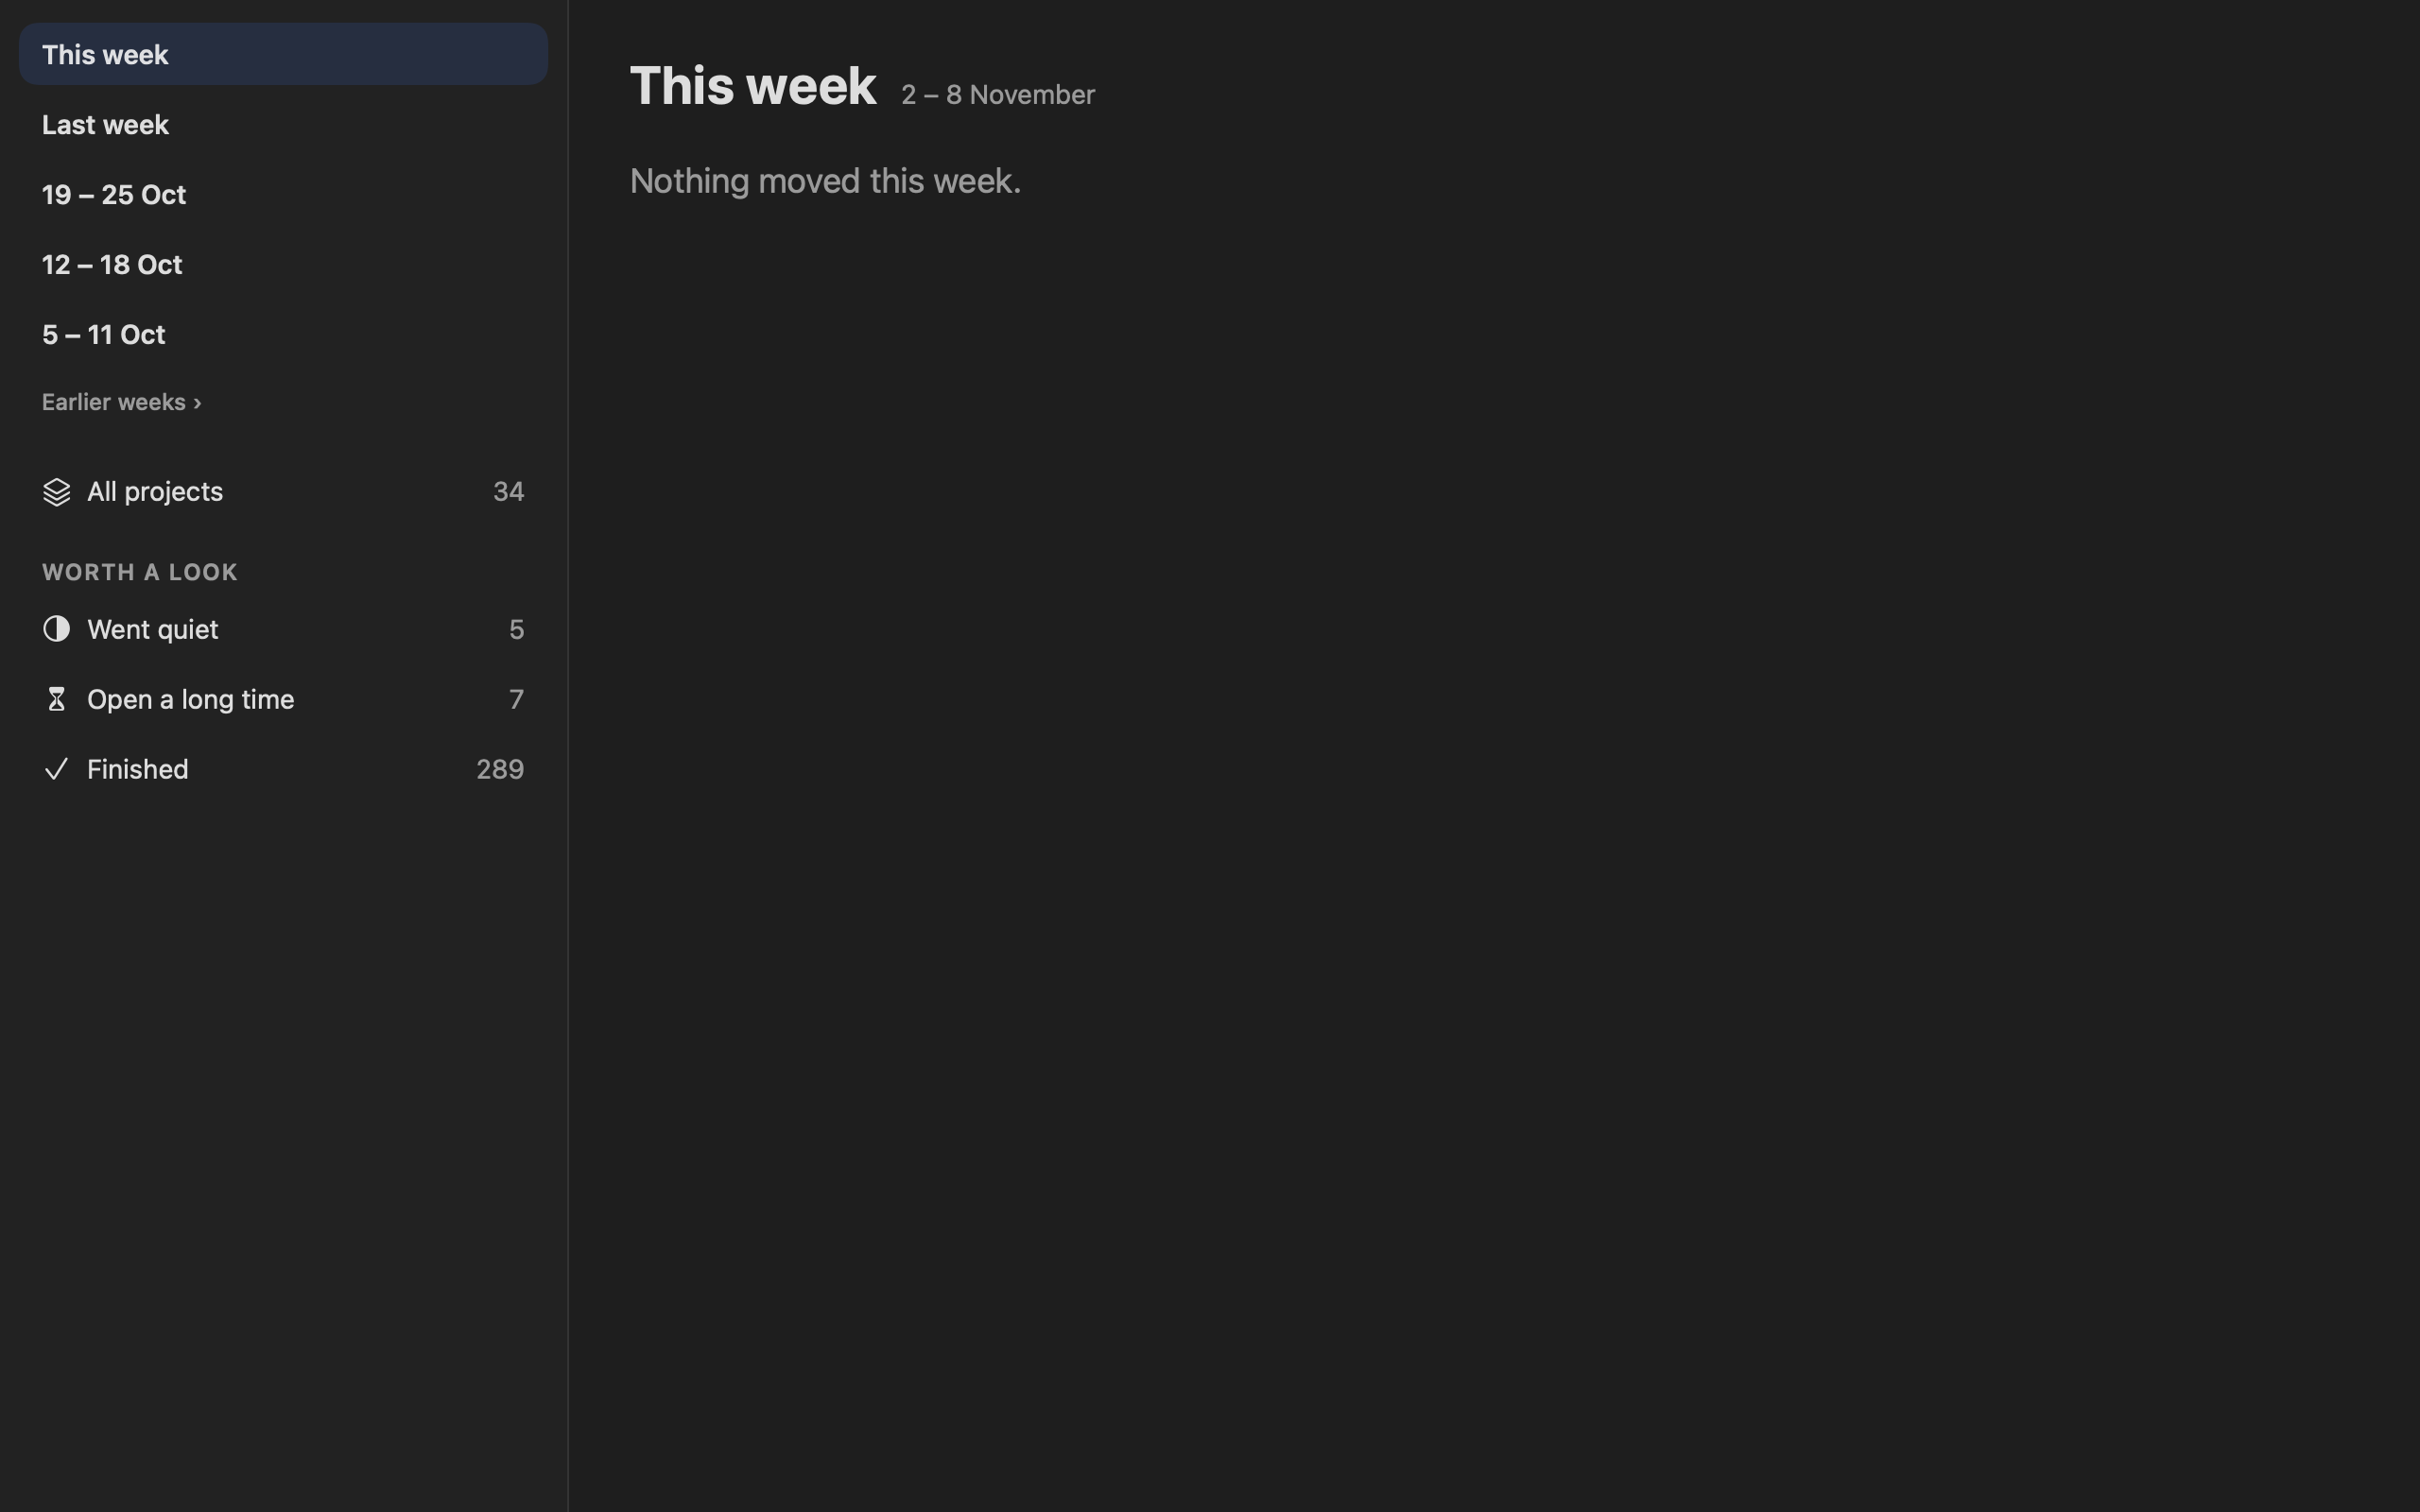 This week
Last week
19 – 25 Oct
12 – 18 Oct
5 – 11 Oct
Earlier weeks ›
All projects 34
WORTH A LOOK
Went quiet 5
Open a long time 7
Finished 289
This week 2 – 8 November
Nothing moved this week.